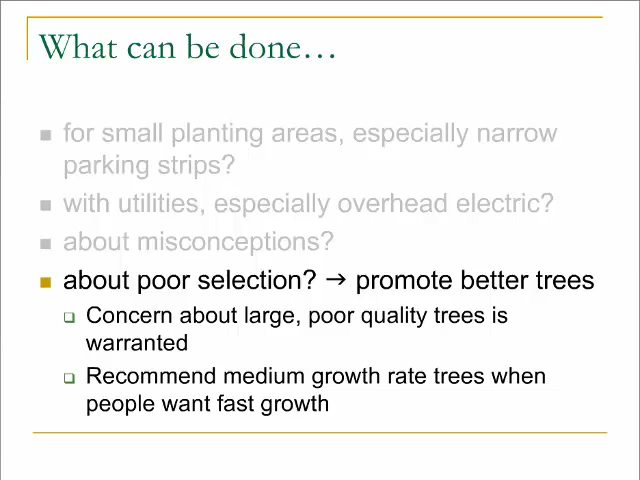 What can be done…
for small planting areas, especially narrow
parking strips?
with utilities, especially overhead electric?
about misconceptions?
about poor selection? → promote better trees
Concern about large, poor quality trees is
warranted
Recommend medium growth rate trees when
people want fast growth